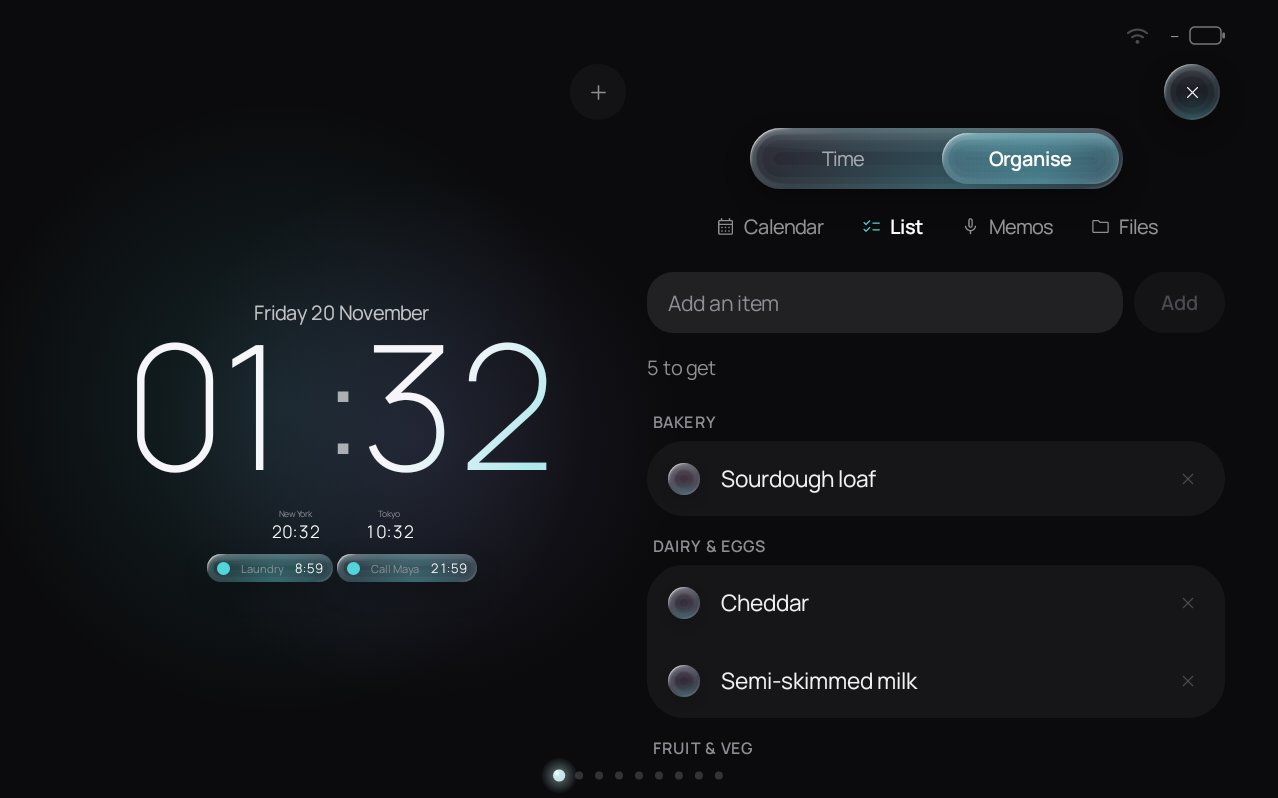 –
Time
Organise
Calendar
List
Memos
Files
Add an item
Add
5 to get
BAKERY
Sourdough loaf
DAIRY & EGGS
Cheddar
Semi-skimmed milk
FRUIT & VEG
Friday 20 November
01:32
New York
Tokyo
20:32
10:32
Laundry 8:59
Call Maya 21:59